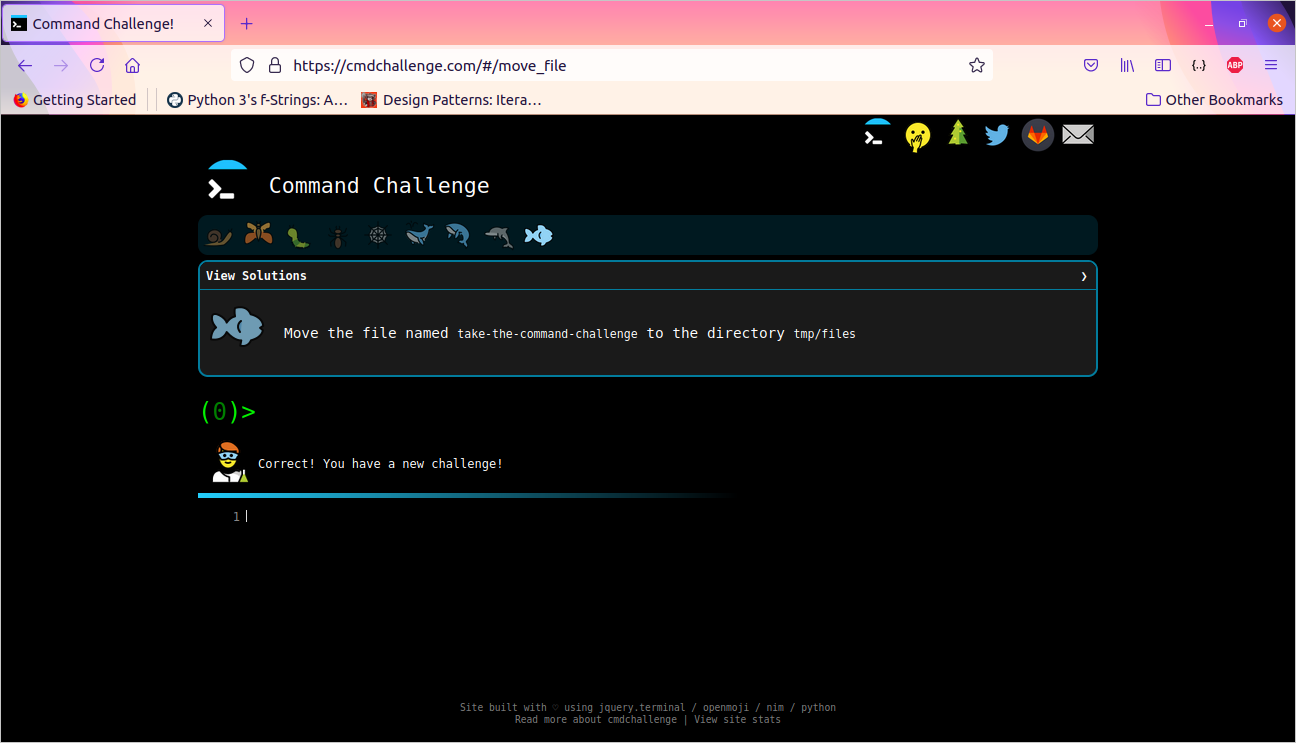 Command Challenge!
https://cmdchallenge.com/#/move_file
Getting Started
Python 3's f-Strings: A…
Design Patterns: Itera…
Other Bookmarks
{..}
ABP
Command Challenge
View Solutions
Move the file named take-the-command-challenge to the directory tmp/files
(0)>
Correct! You have a new challenge!
1
Site built with ♡ using jquery.terminal / openmoji / nim / python
Read more about cmdchallenge | View site stats